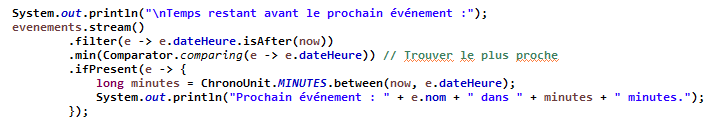 System.out.println("\nTemps restant avant le prochain événement :");
evenements.stream()
.filter(e -> e.dateHeure.isAfter(now))
.min(Comparator.comparing(e -> e.dateHeure)) // Trouver le plus proche
.ifPresent(e -> {
long minutes = ChronoUnit.MINUTES.between(now, e.dateHeure);
System.out.println("Prochain événement : " + e.nom + " dans " + minutes + " minutes.");
});